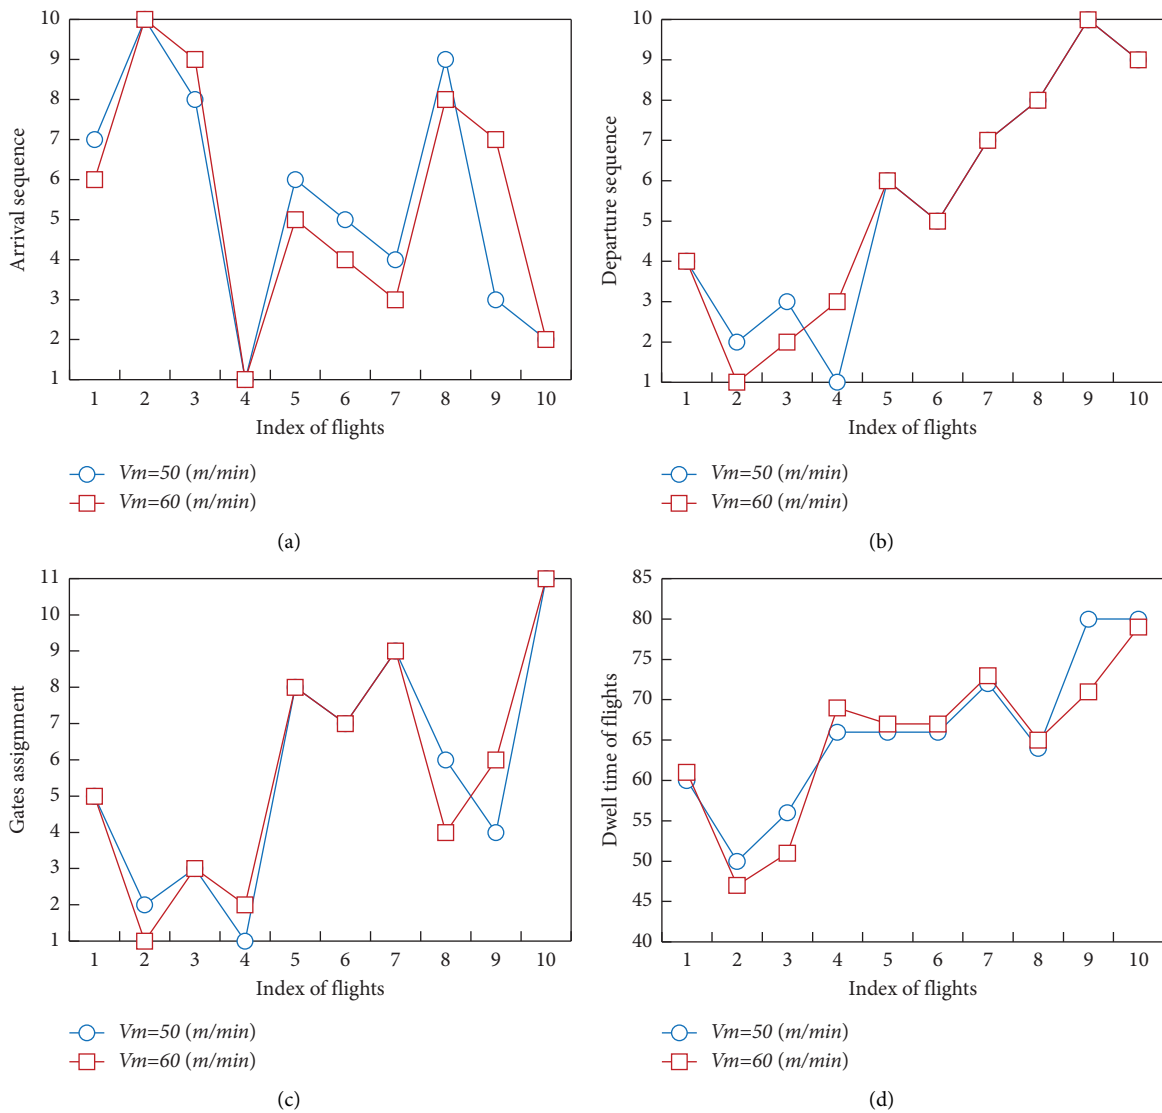 10
9
8
7
6
5
4
3
2
1
Arrival sequence
1 2 3 4 5 6 7 8 9 10
Index of flights
Vm=50 (m/min)
Vm=60 (m/min)
(a)
10
9
8
7
6
5
4
3
2
1
Departure sequence
1 2 3 4 5 6 7 8 9 10
Index of flights
Vm=50 (m/min)
Vm=60 (m/min)
(b)
11
10
9
8
7
6
5
4
3
2
1
Gates assignment
1 2 3 4 5 6 7 8 9 10
Index of flights
Vm=50 (m/min)
Vm=60 (m/min)
(c)
85
80
75
70
65
60
55
50
45
40
Dwell time of flights
1 2 3 4 5 6 7 8 9 10
Index of flights
Vm=50 (m/min)
Vm=60 (m/min)
(d)